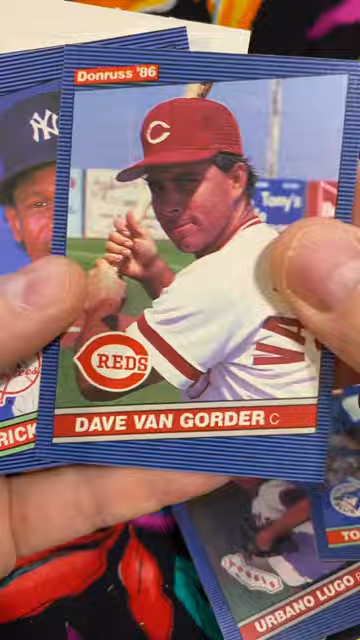 Donruss '86
NY
C
Tony's
VA
REDS
RICK
DAVE VAN GORDER C
TO
URBANO LUGO P